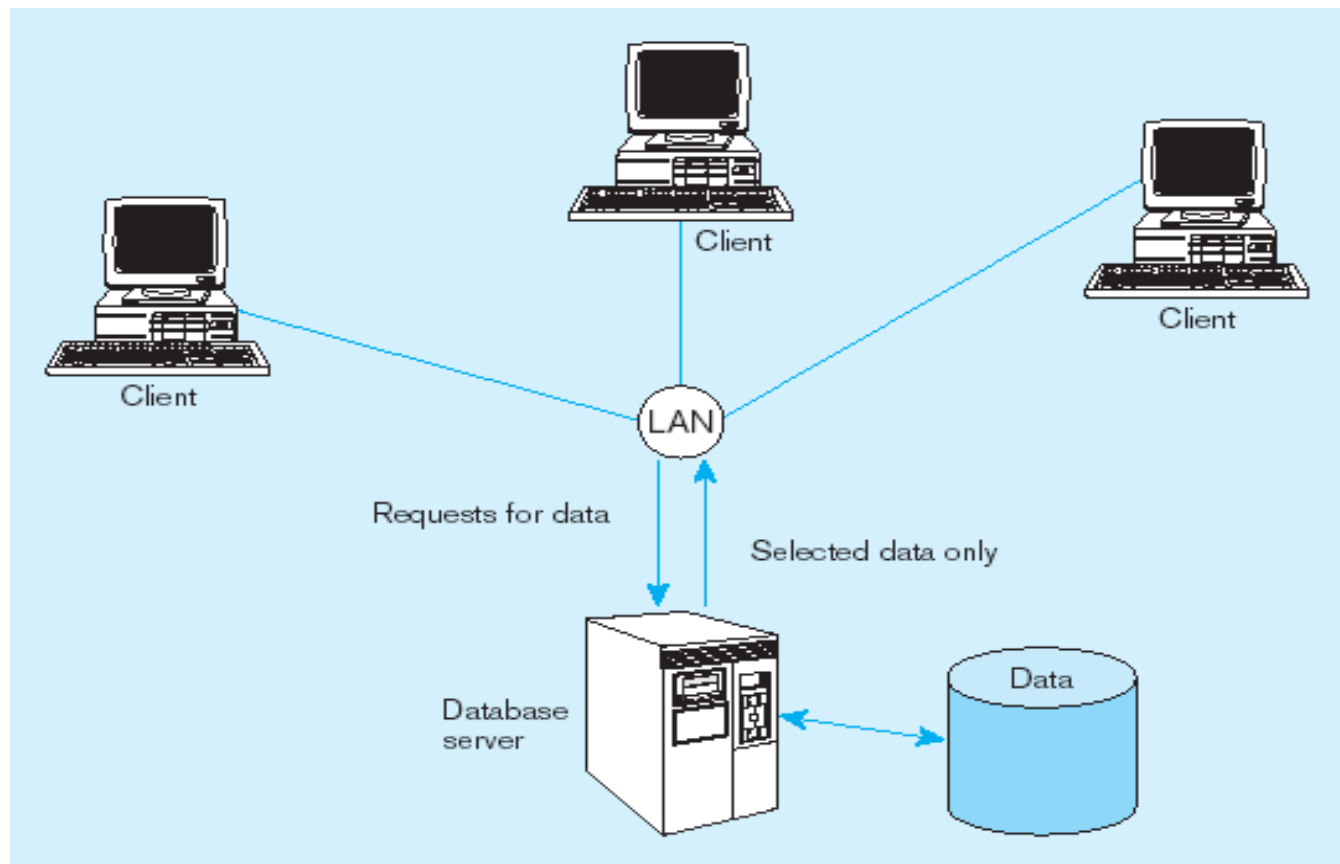 Client
Client
Client
LAN
Requests for data
Selected data only
Database
server
Data